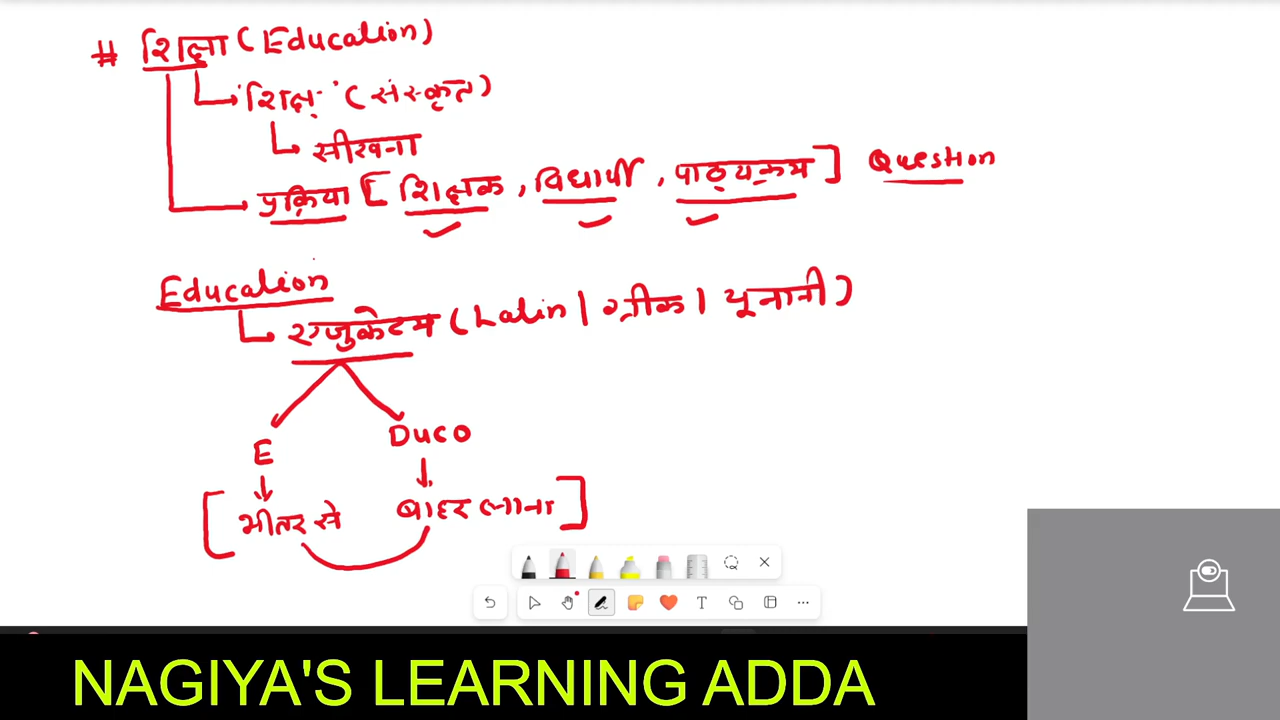 # शिक्षा (Education)
'शिक्ष्' (संस्कृत)
सीखना
प्रक्रिया [शिक्षक, विद्यार्थी, पाठ्यक्रम] Question
Education
एजुकेटम (Latin | ग्रीक | यूनानी)
E Duco
[भीतर से बाहर लाना]
T
NAGIYA'S LEARNING ADDA